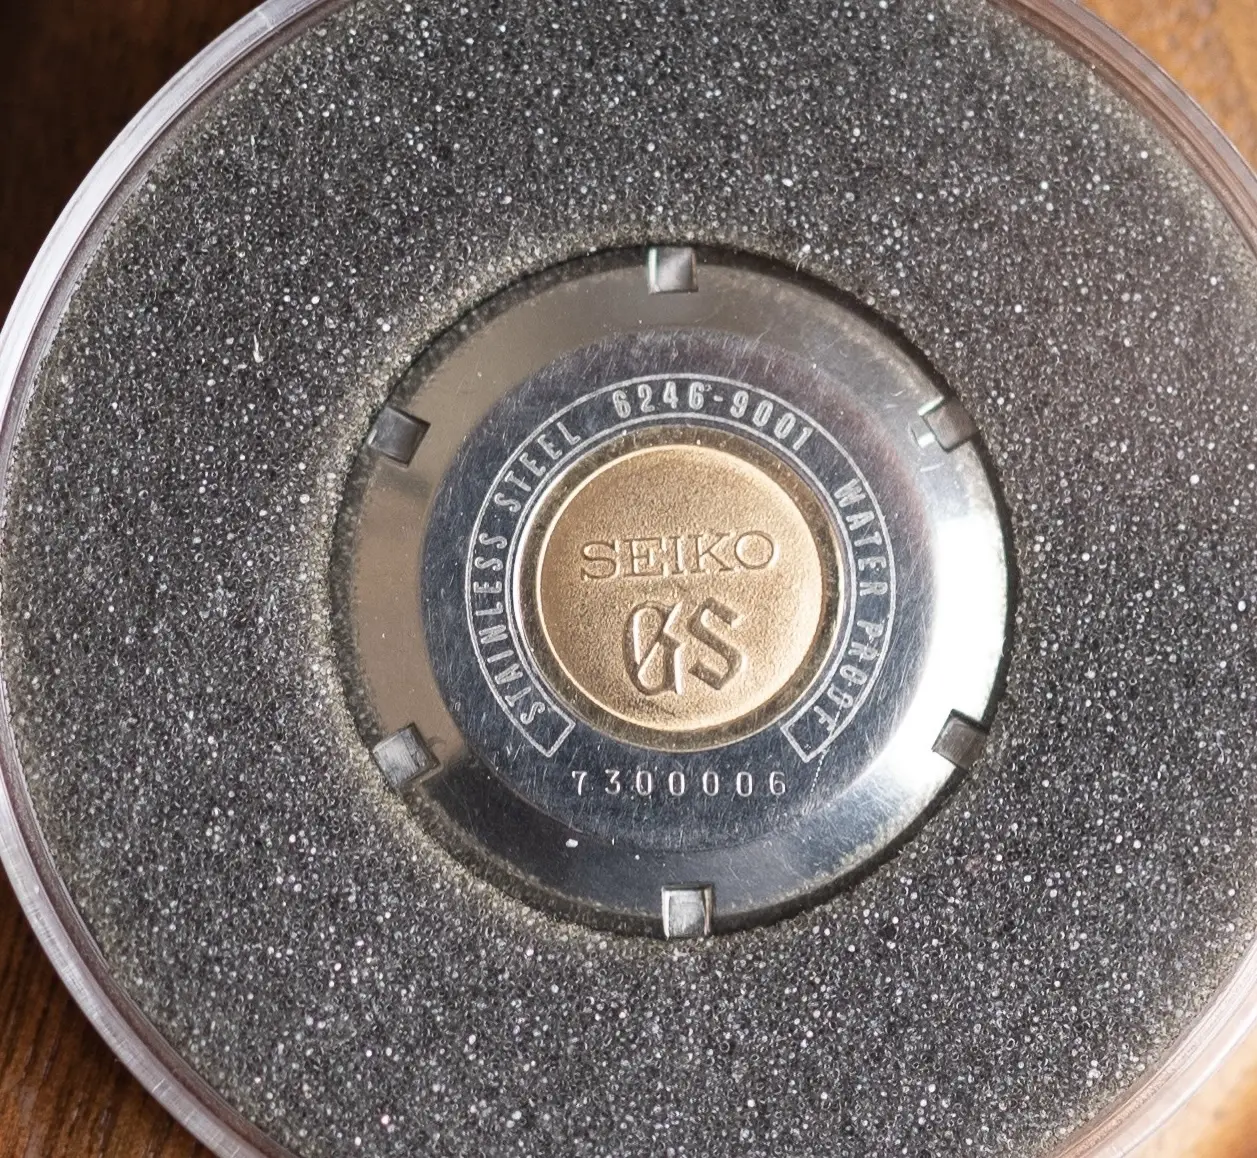 STAINLESS STEEL 6246-9001 WATER PROOF
SEIKO
GS
7300006